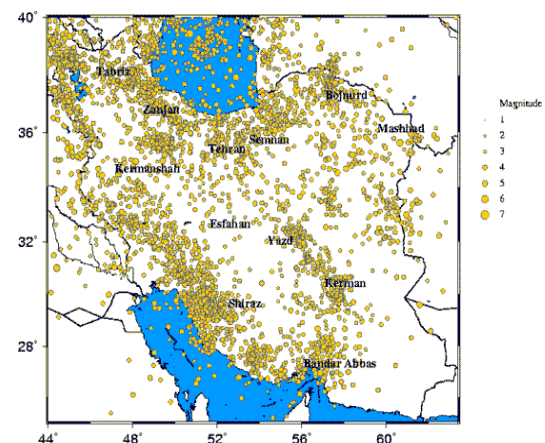 40°
Tabriz
Bojnurd
Zanjan
Magnitude
1
2
3
4
5
6
7
36°
Mashhad
Semnan
Tehran
Kermanshah
Esfahan
32°
Yazd
Kerman
Shiraz
28°
Bandar Abbas
44°
48°
52°
56°
60°